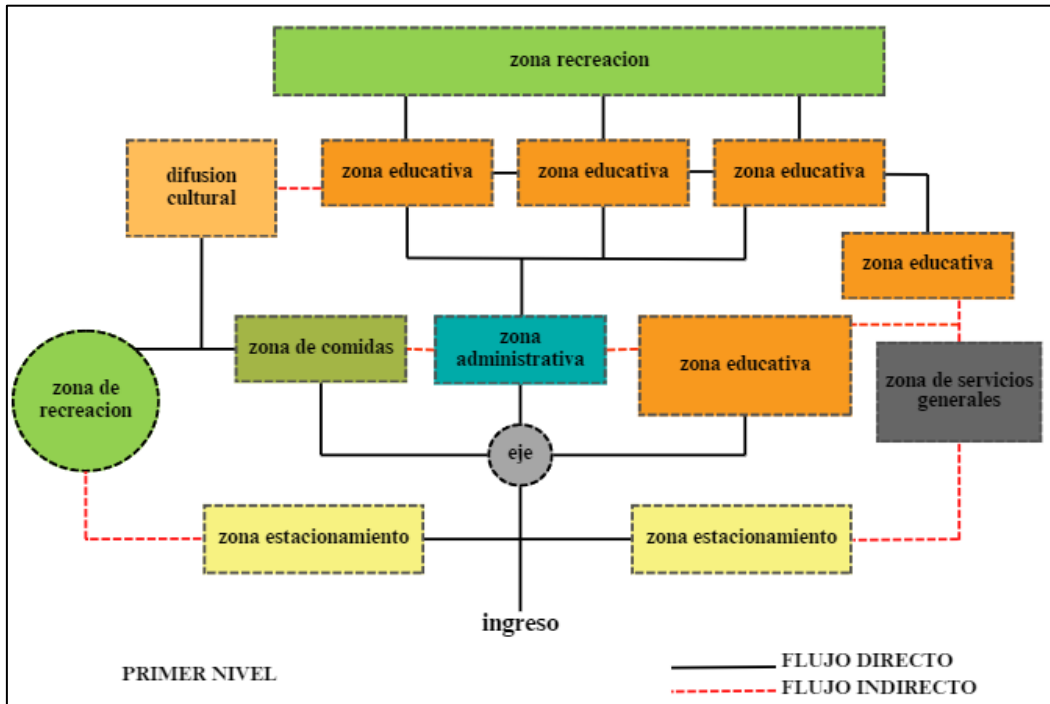 zona recreacion
difusion
cultural
zona educativa
zona educativa
zona educativa
zona educativa
zona de
recreacion
zona de comidas
zona
administrativa
zona educativa
zona de servicios
generales
eje
zona estacionamiento
zona estacionamiento
ingreso
PRIMER NIVEL
FLUJO DIRECTO
FLUJO INDIRECTO